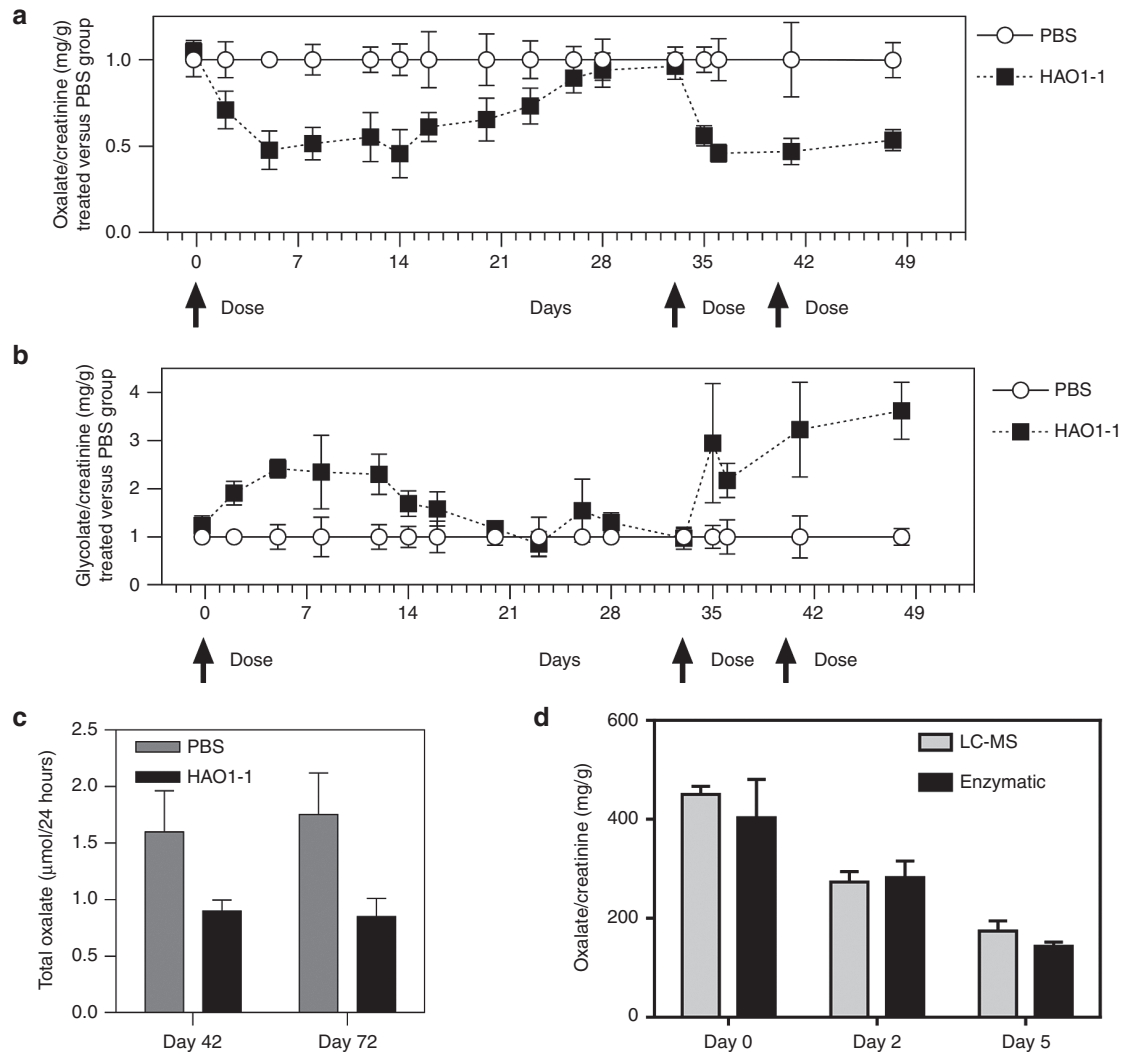 a
Oxalate/creatinine (mg/g)
treated versus PBS group
1.0
0.5
0.0
PBS
HAO1-1
0 7 14 21 28 35 42 49
Dose Days Dose Dose
b
Glycolate/creatinine (mg/g)
treated versus PBS group
4
3
2
1
0
PBS
HAO1-1
0 7 14 21 28 35 42 49
Dose Days Dose Dose
c
Total oxalate (μmol/24 hours)
2.5
2.0
1.5
1.0
0.5
0.0
PBS
HAO1-1
Day 42 Day 72
d
Oxalate/creatinine (mg/g)
600
400
200
0
LC-MS
Enzymatic
Day 0 Day 2 Day 5